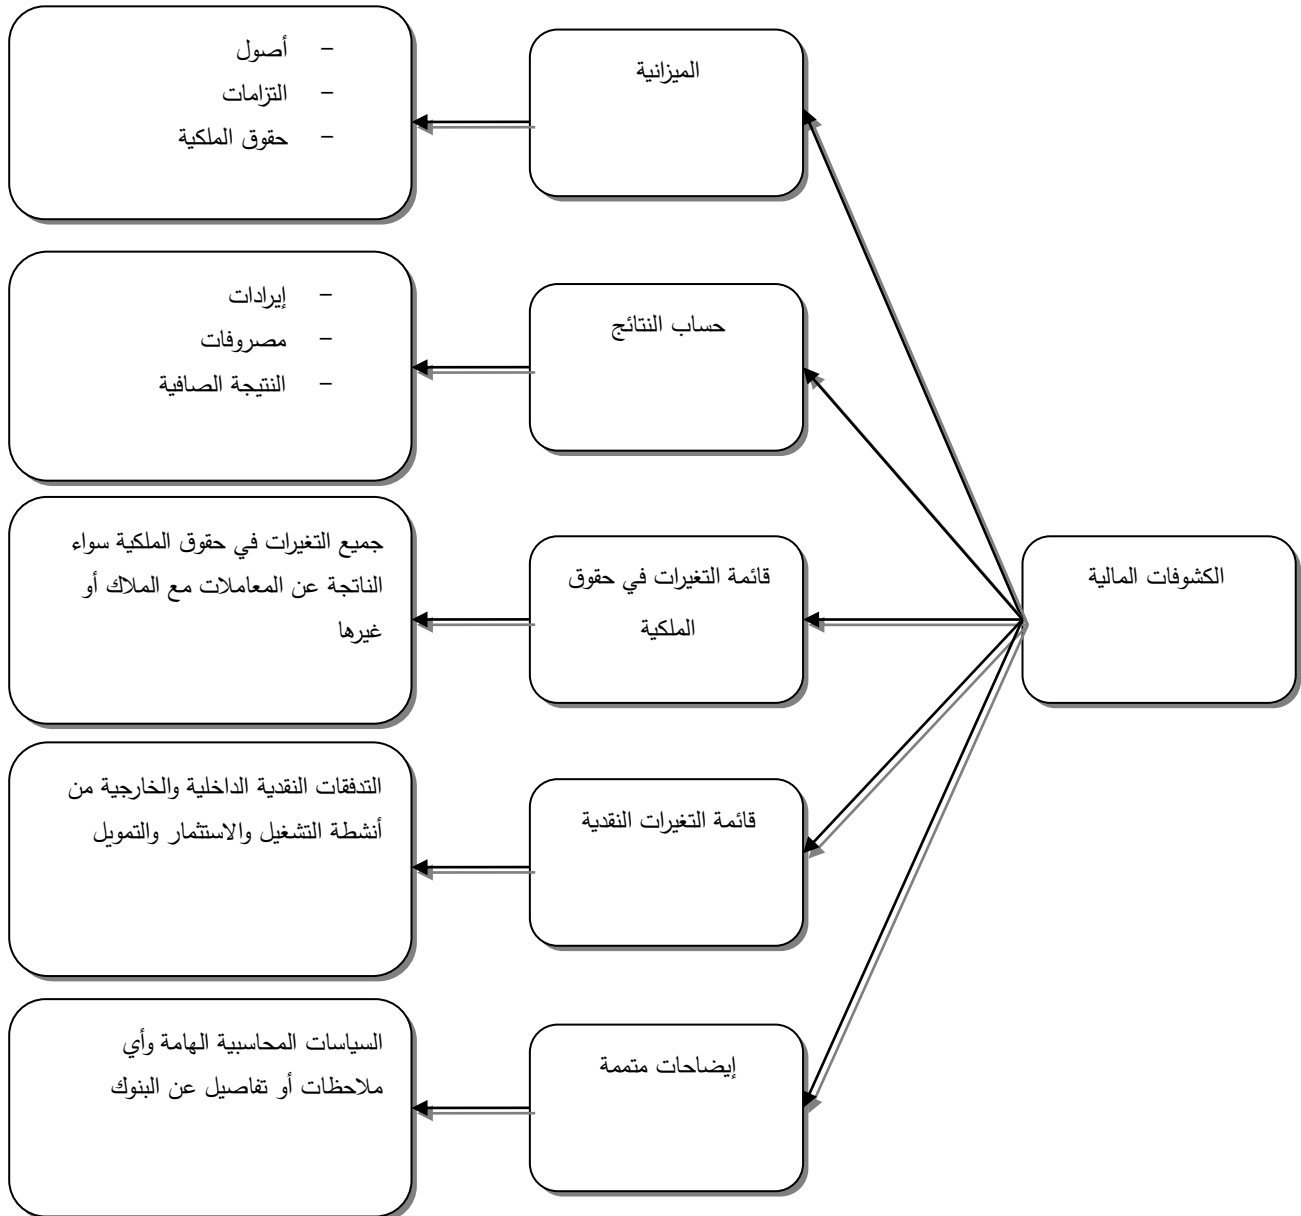 الكشوفات المالية
الميزانية
- أصول
- التزامات
- حقوق الملكية
حساب النتائج
- إيرادات
- مصروفات
- النتيجة الصافية
قائمة التغيرات في حقوق
الملكية
جميع التغيرات في حقوق الملكية سواء
الناتجة عن المعاملات مع الملاك أو
غيرها
قائمة التغيرات النقدية
التدفقات النقدية الداخلية والخارجية من
أنشطة التشغيل والاستثمار والتمويل
إيضاحات متممة
السياسات المحاسبية الهامة وأي
ملاحظات أو تفاصيل عن البنوك